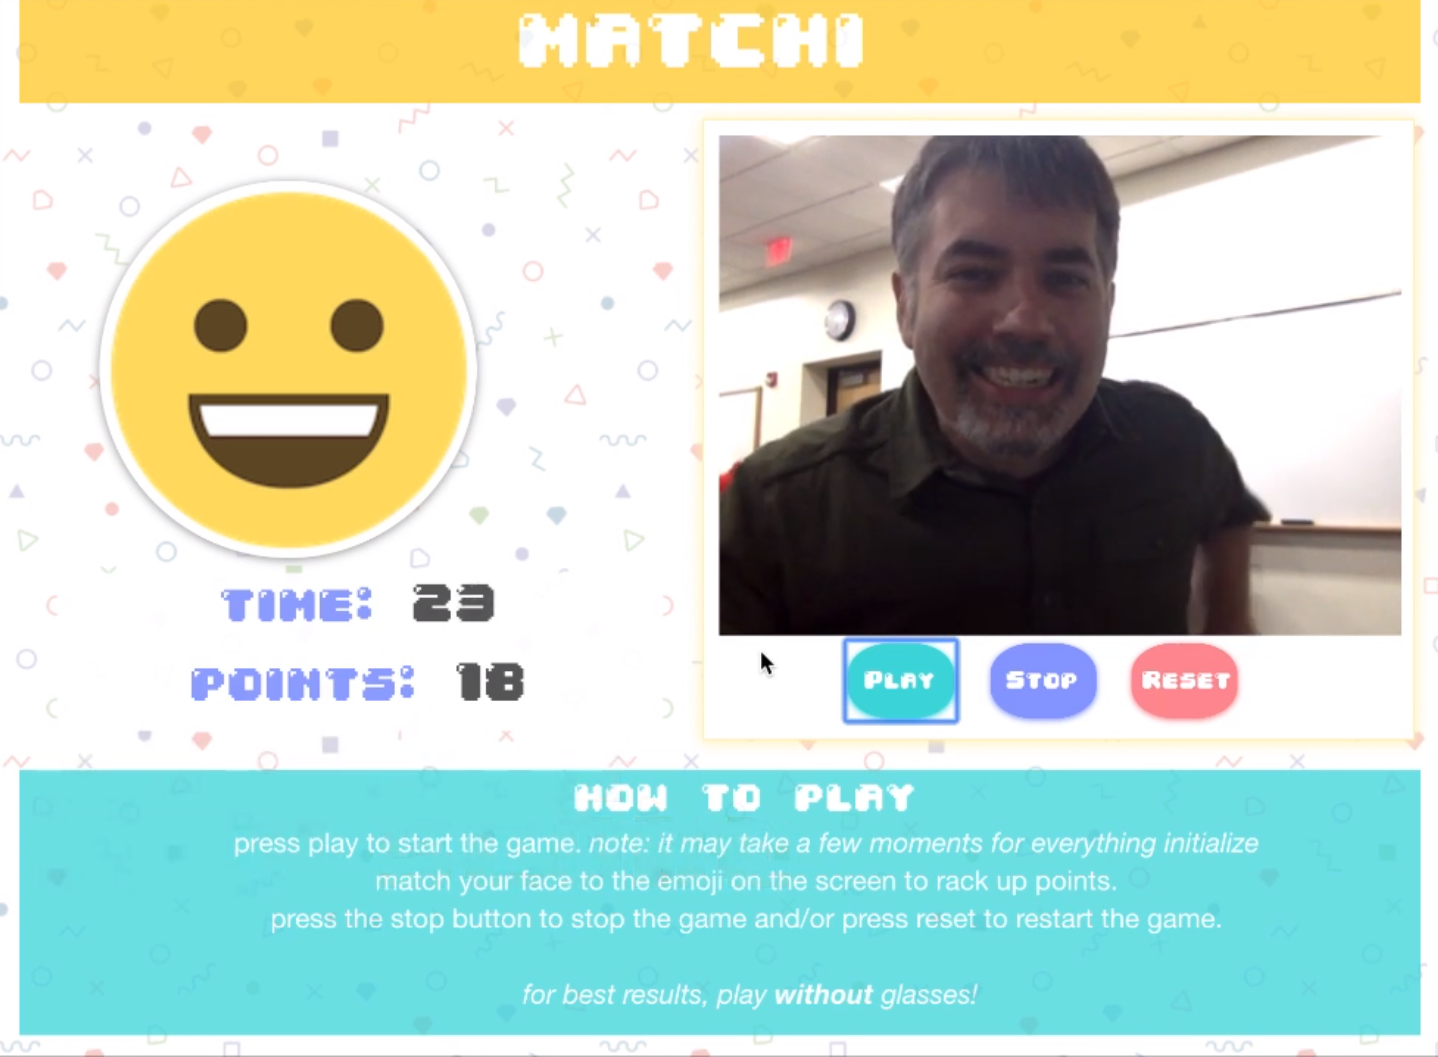 MATCHI
TIME: 23
POINTS: 18
PLAY STOP RESET
HOW TO PLAY
press play to start the game. note: it may take a few moments for everything initialize
match your face to the emoji on the screen to rack up points.
press the stop button to stop the game and/or press reset to restart the game.
for best results, play without glasses!